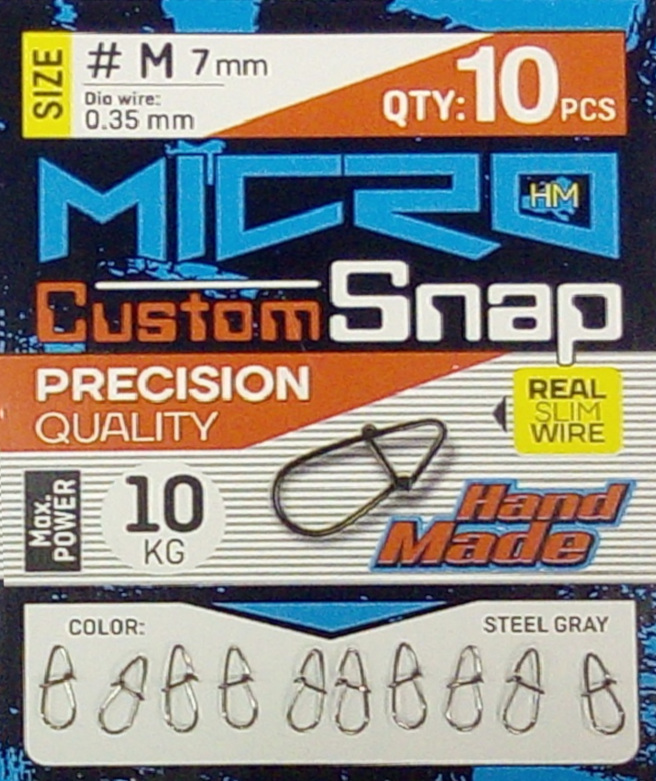 SIZE
# M 7mm
Dia wire:
0.35 mm
QTY: 10 PCS
MICRO
HM
Custom Snap
PRECISION
QUALITY
REAL
SLIM
WIRE
Max.
POWER
10
KG
Hand
Made
COLOR:
STEEL GRAY